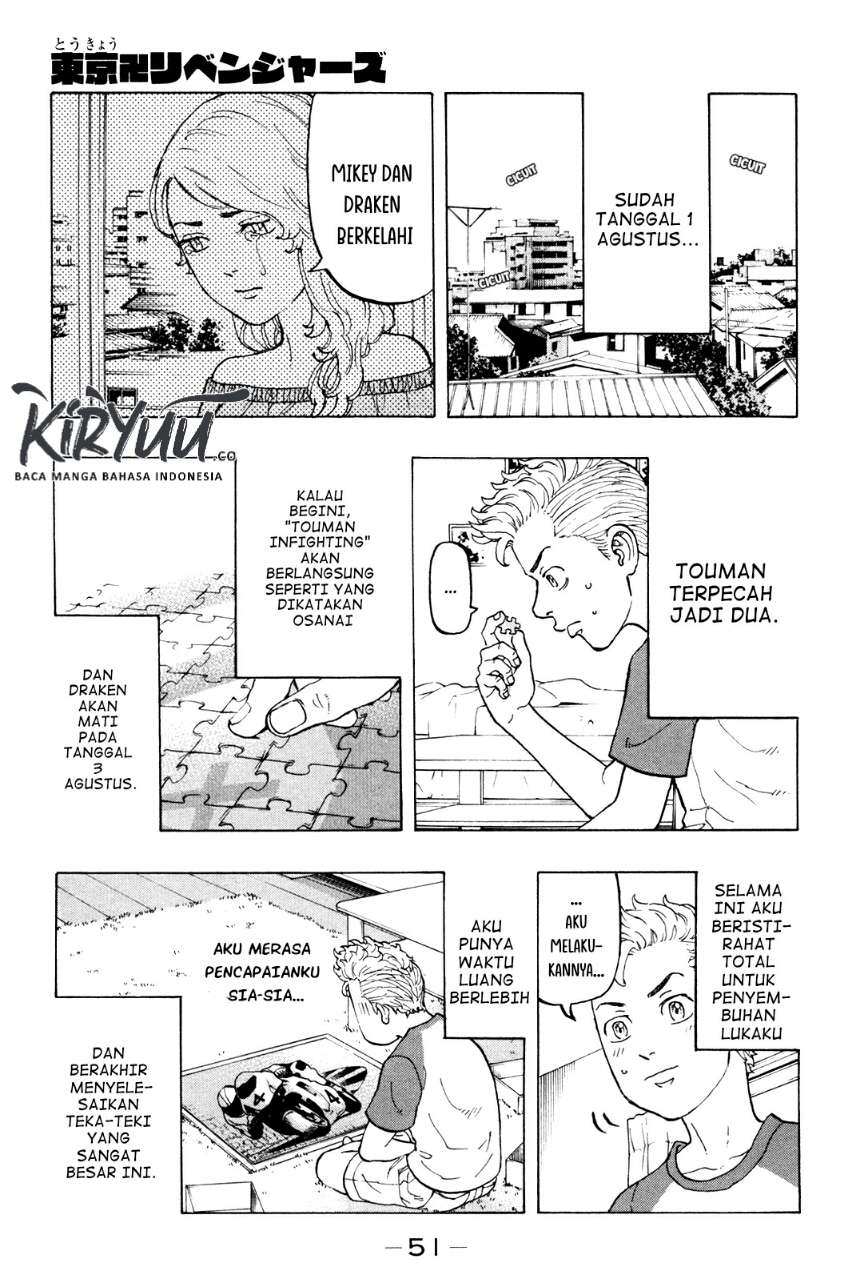 とうきょう
東京卍リベンジャーズ
CICUIT
CICUIT
CICUIT
SUDAH
TANGGAL 1
AGUSTUS...
MIKEY DAN
DRAKEN
BERKELAHI
KIRYUU.CO
BACA MANGA BAHASA INDONESIA
TOUMAN
TERPECAH
JADI DUA.
...
KALAU
BEGINI,
"TOUMAN
INFIGHTING"
AKAN
BERLANGSUNG
SEPERTI YANG
DIKATAKAN
OSANAI
DAN
DRAKEN
AKAN
MATI
PADA
TANGGAL
3
AGUSTUS.
SELAMA
INI AKU
BERISTI-
RAHAT
TOTAL
UNTUK
PENYEM-
BUHAN
LUKAKU
...
AKU
MELAKU-
KANNYA...
AKU
PUNYA
WAKTU
LUANG
BERLEBIH
AKU MERASA
PENCAPAIANKU
SIA-SIA...
DAN
BERAKHIR
MENYELE-
SAIKAN
TEKA-TEKI
YANG
SANGAT
BESAR INI.
4
4
– 51 –